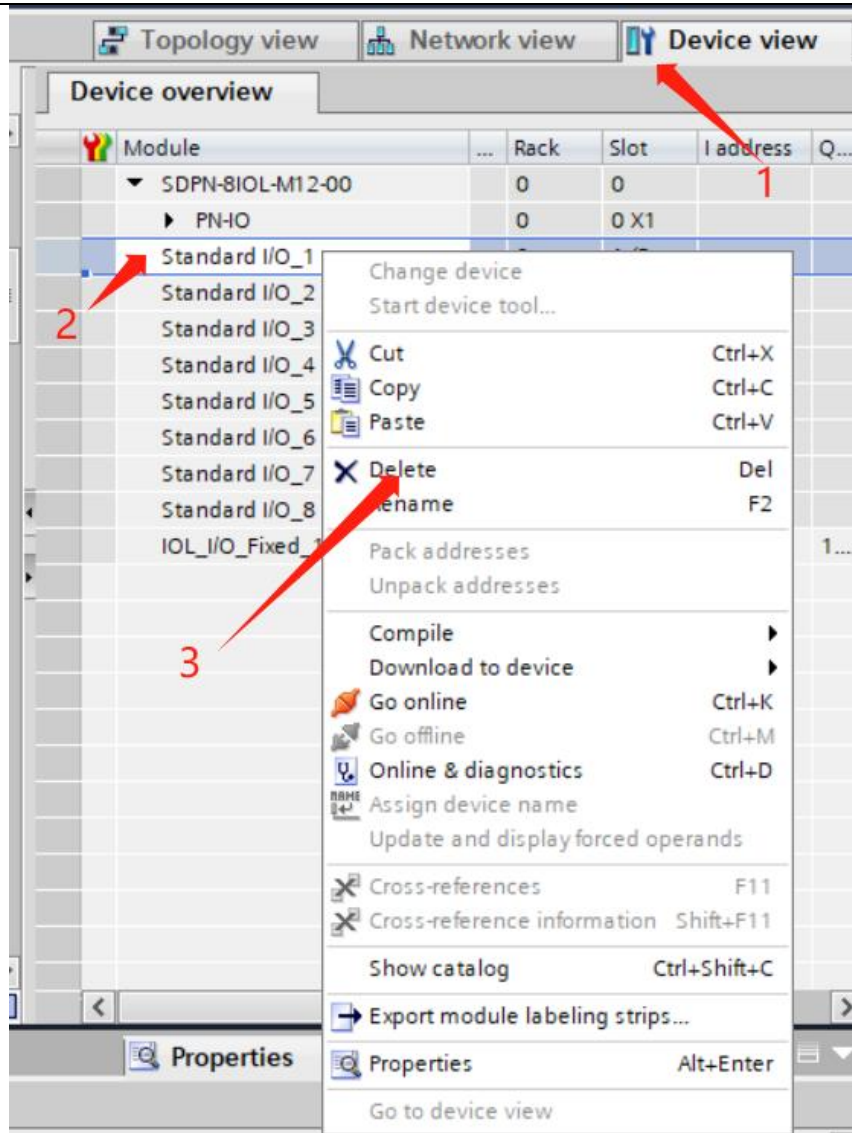 Topology view Network view Device view
Device overview
Module ... Rack Slot I address Q...
1
SDPN-8IOL-M12-00 0 0
PN-IO 0 0 X1
Standard I/O_1
2
Standard I/O_2
Standard I/O_3
Standard I/O_4
Standard I/O_5
Standard I/O_6
Standard I/O_7
Standard I/O_8
IOL_I/O_Fixed_1 1...
3
Change device
Start device tool...
Cut Ctrl+X
Copy Ctrl+C
Paste Ctrl+V
Delete Del
Rename F2
Pack addresses
Unpack addresses
Compile
Download to device
Go online Ctrl+K
Go offline Ctrl+M
Online & diagnostics Ctrl+D
Assign device name
Update and display forced operands
Cross-references F11
Cross-reference information Shift+F11
Show catalog Ctrl+Shift+C
Export module labeling strips...
Properties Alt+Enter
Go to device view
Properties